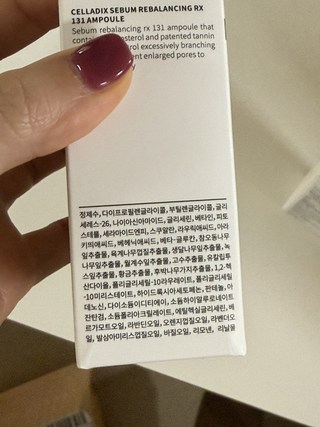 CELLADIX SEBUM REBALANCING RX
131 AMPOULE
Sebum rebalancing rx 131 ampoule that
sterol and patented tannin
rol excessively branching
ent enlarged pores to
정제수, 다이프로필렌글라이콜, 부틸렌글라이콜, 글리
세레스-26, 나이아신아마이드, 글리세린, 베타인, 피토
스테롤, 세라마이드엔피, 스쿠알란, 라우릭애씨드, 아라
키딕애씨드, 베헤닉애씨드, 베타-글루칸, 참오동나무
잎추출물, 육계나무껍질추출물, 생달나무잎추출물, 녹
나무잎추출물, 월계수잎추출물, 고수추출물, 유칼립투
스잎추출물, 황금추출물, 후박나무가지추출물, 1,2-헥
산다이올, 폴리글리세릴-10라우레이트, 폴리글리세릴
-10미리스테이트, 하이드록시아세토페논, 판테놀, 아
데노신, 다이소듐이디티에이, 소듐하이알루로네이트
잔탄검, 소듐폴리아크릴레이트, 에틸헥실글리세린, 베
르가모트오일, 라반딘오일, 오렌지껍질오일, 라벤더오
일, 발삼아이리스껍질오일, 바질오일, 리모넨, 리날룰